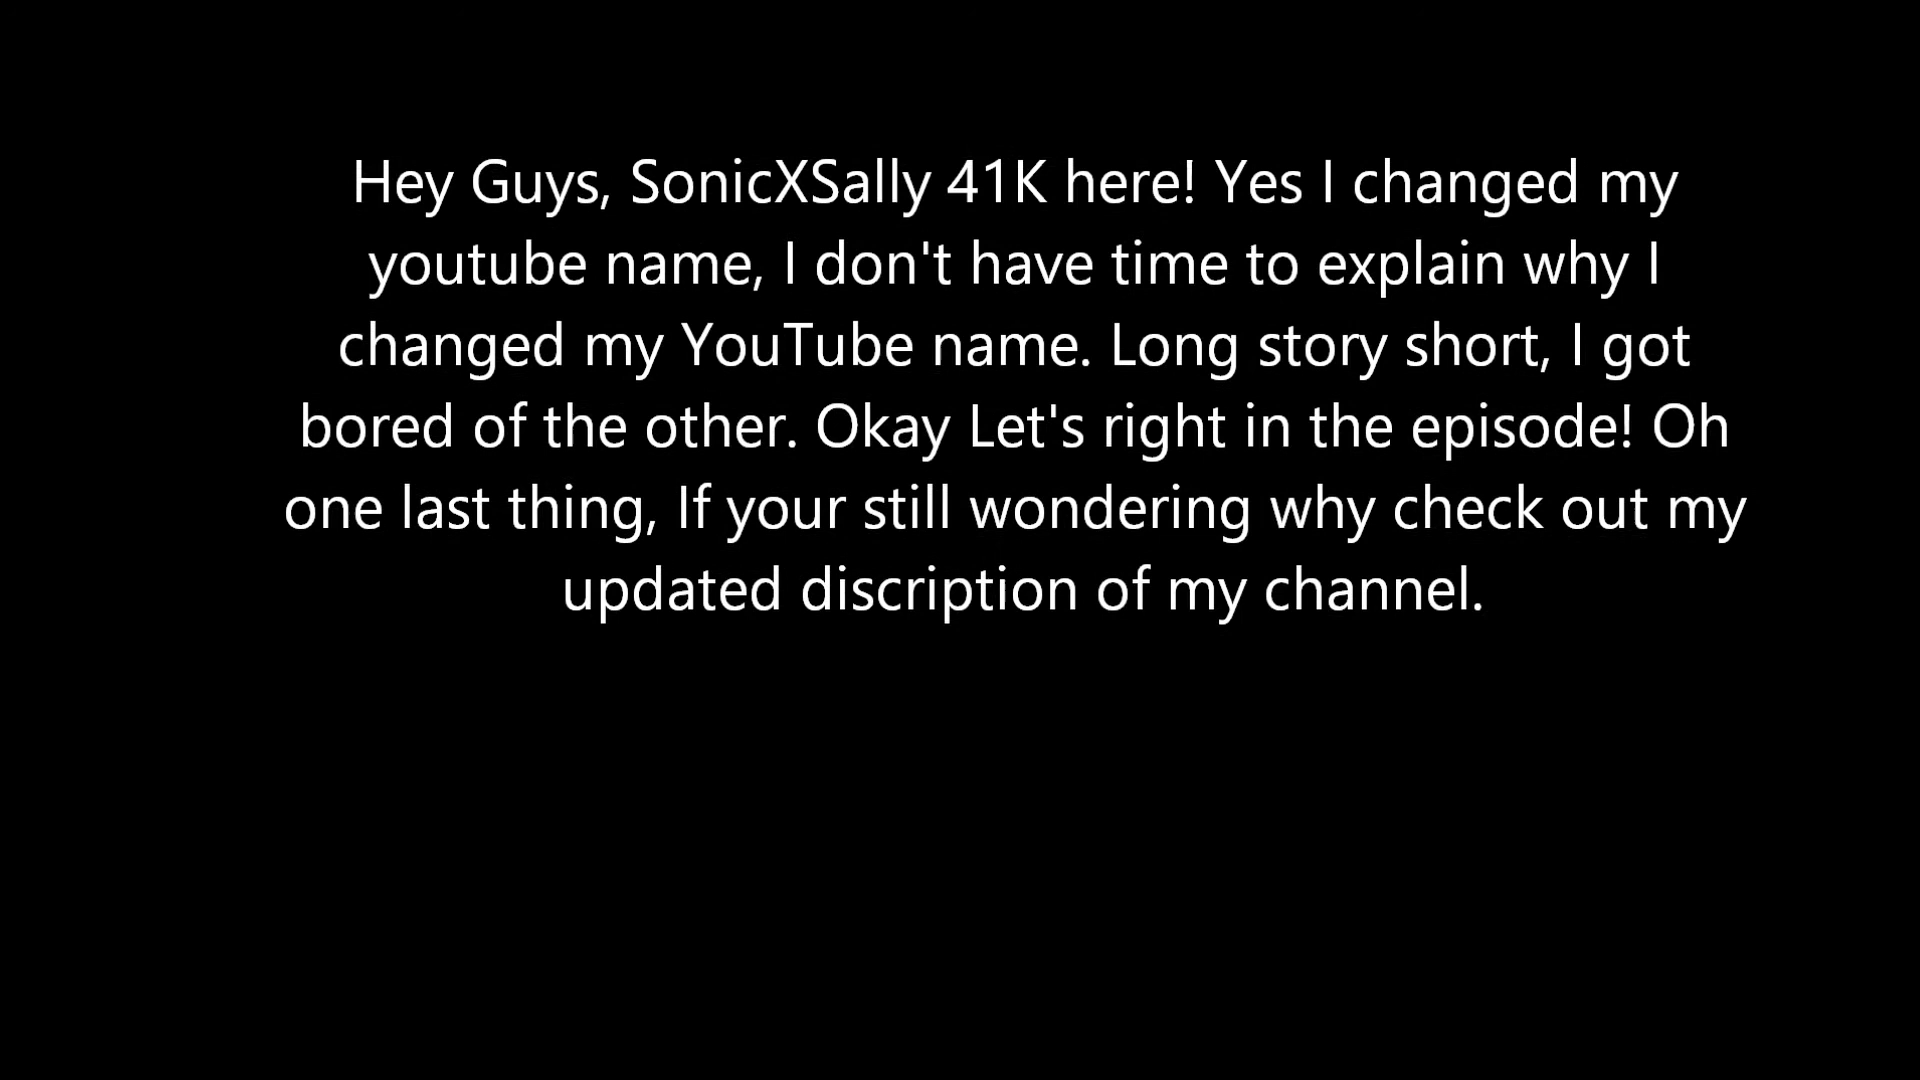 Hey Guys, SonicXSally 41K here! Yes I changed my
youtube name, I don't have time to explain why I
changed my YouTube name. Long story short, I got
bored of the other. Okay Let's right in the episode! Oh
one last thing, If your still wondering why check out my
updated discription of my channel.